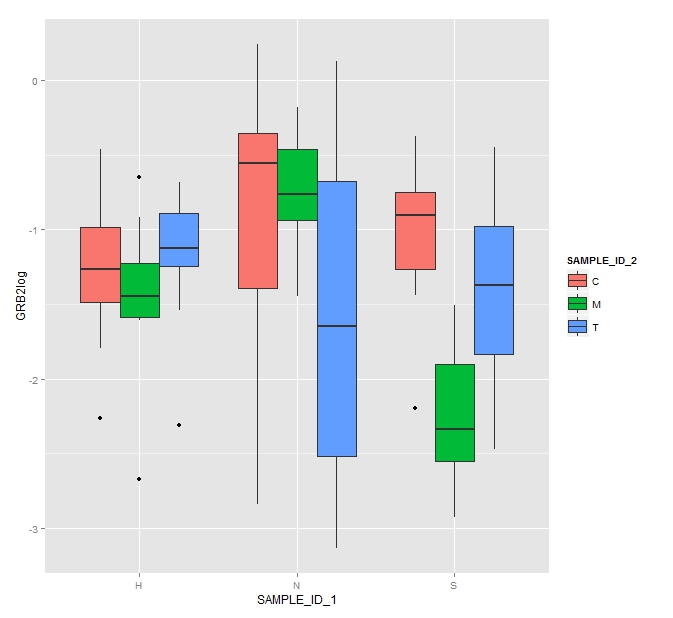 GRB2log
0
-1
-2
-3
H N S
SAMPLE_ID_1
SAMPLE_ID_2
C
M
T